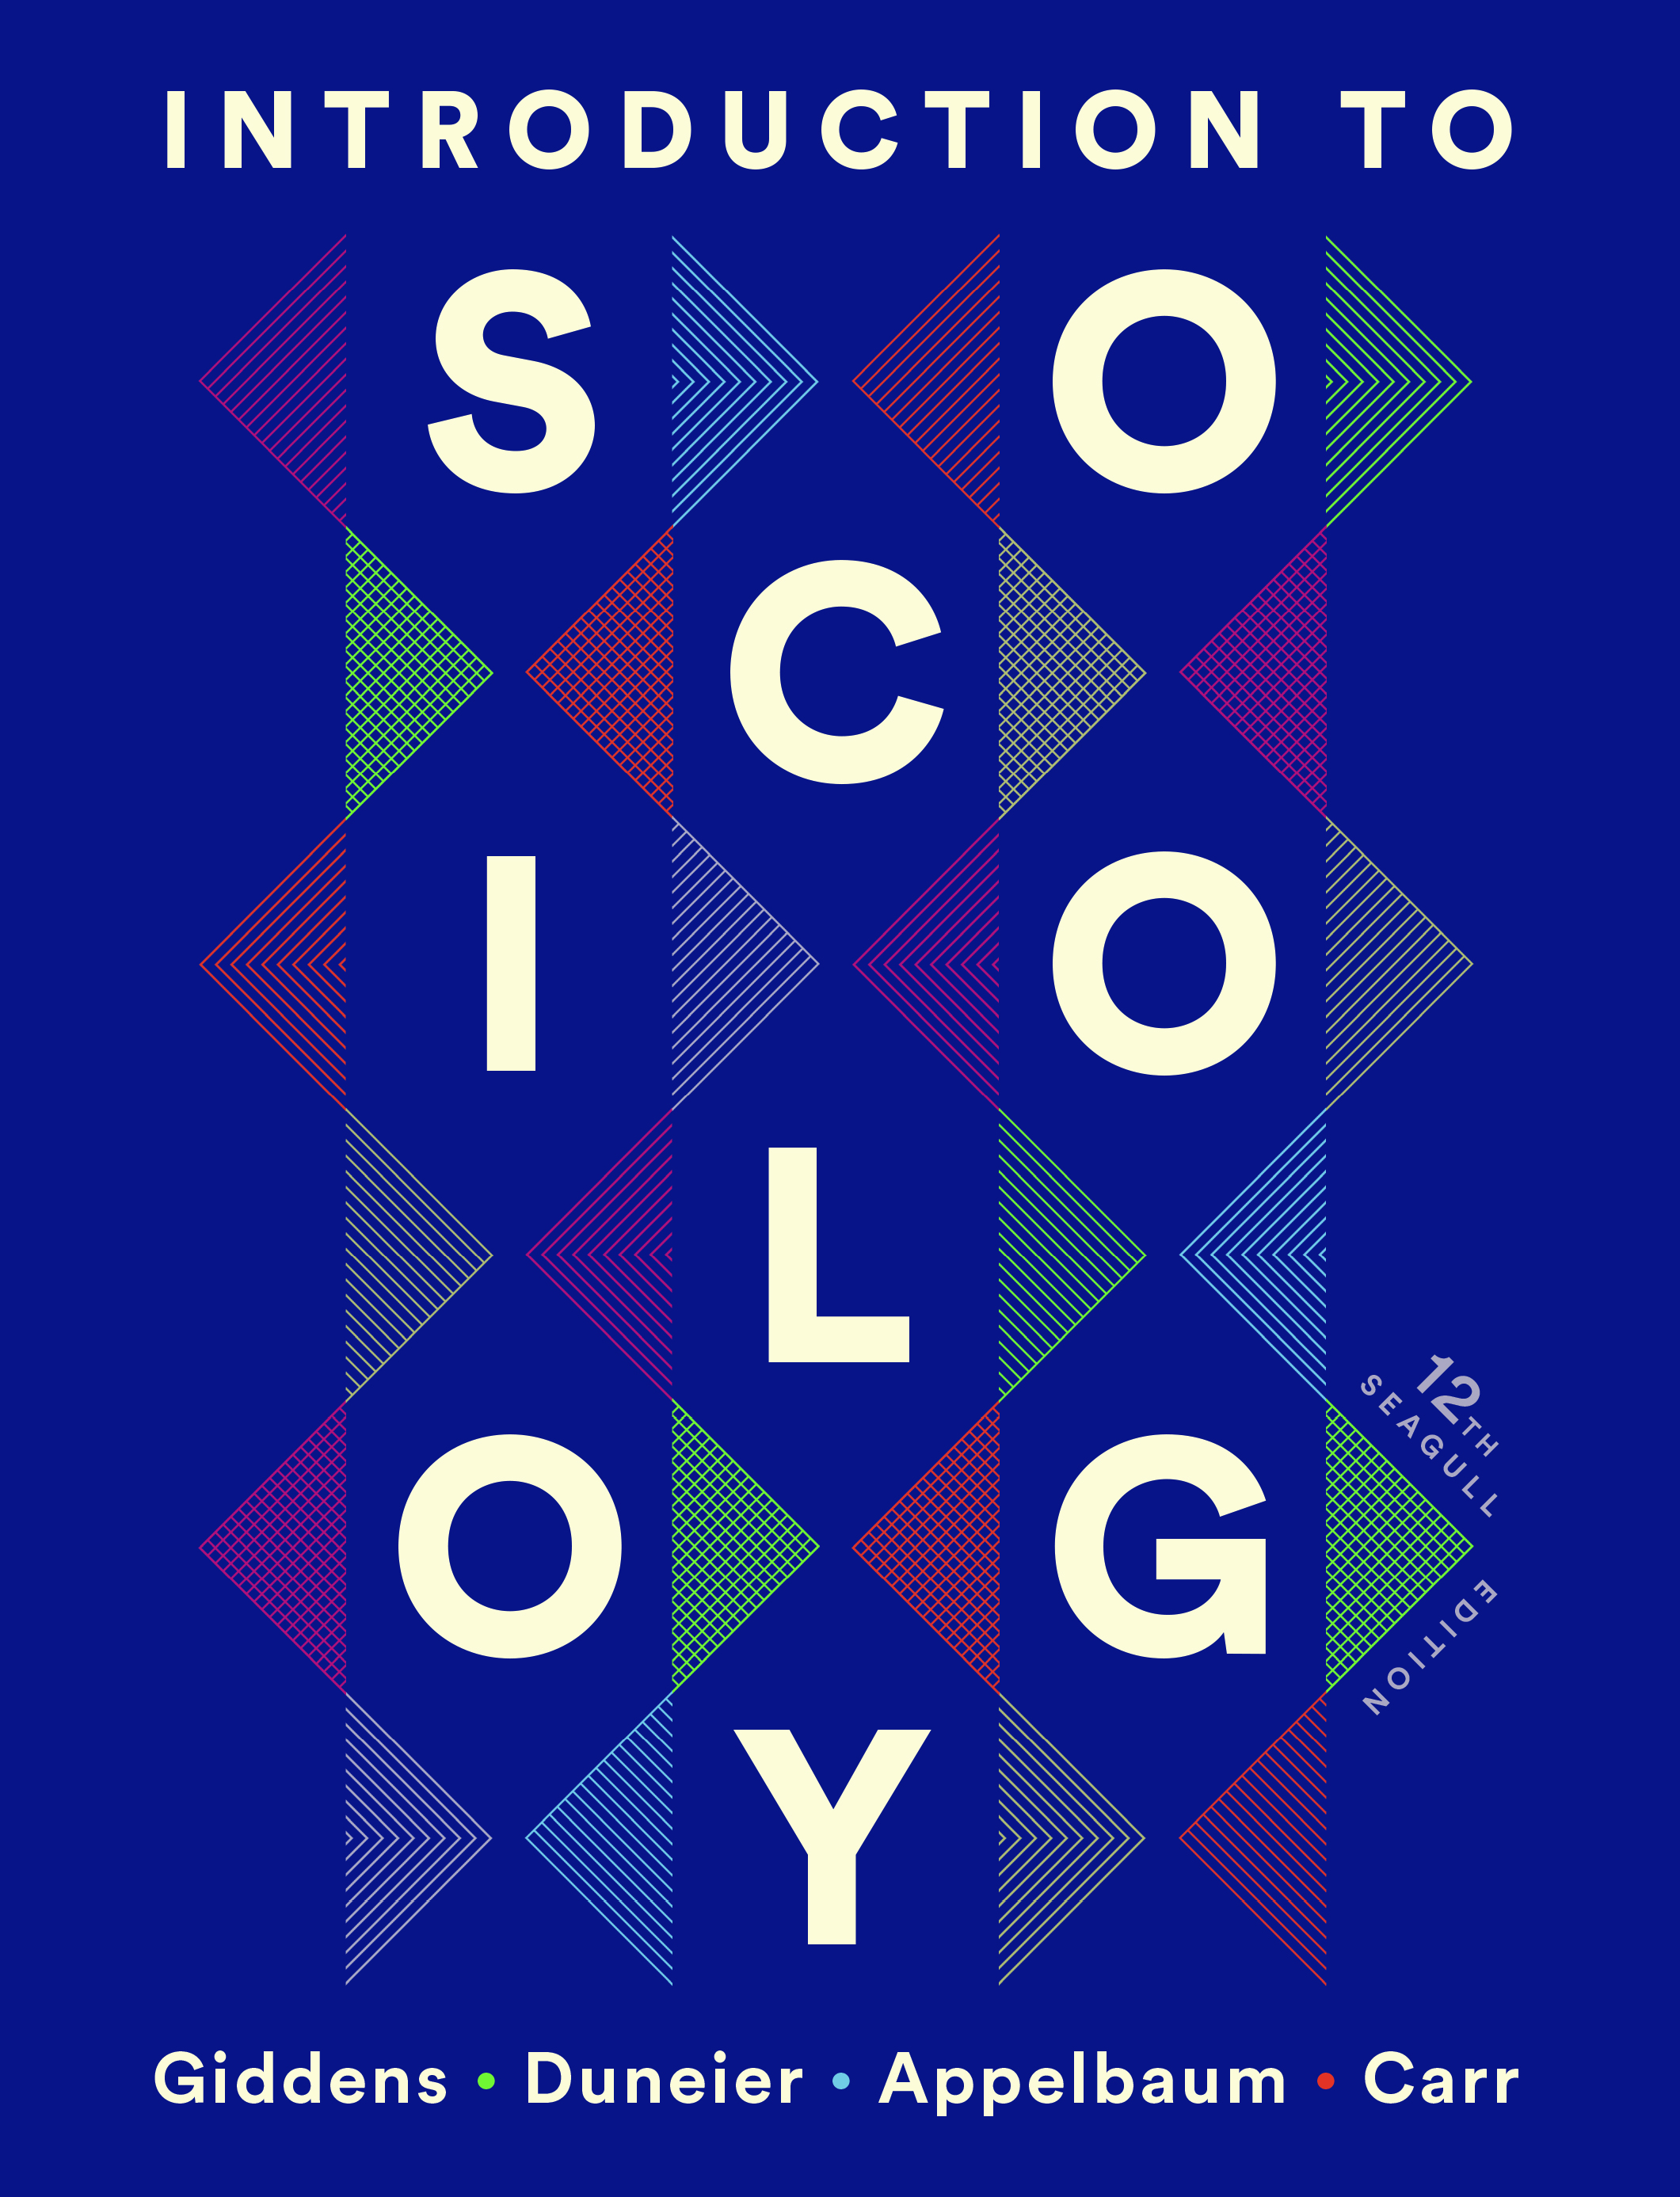 INTRODUCTION TO
S O
C
I O
L
O G
Y
12TH
SEAGULL
EDITION
Giddens • Duneier • Appelbaum • Carr